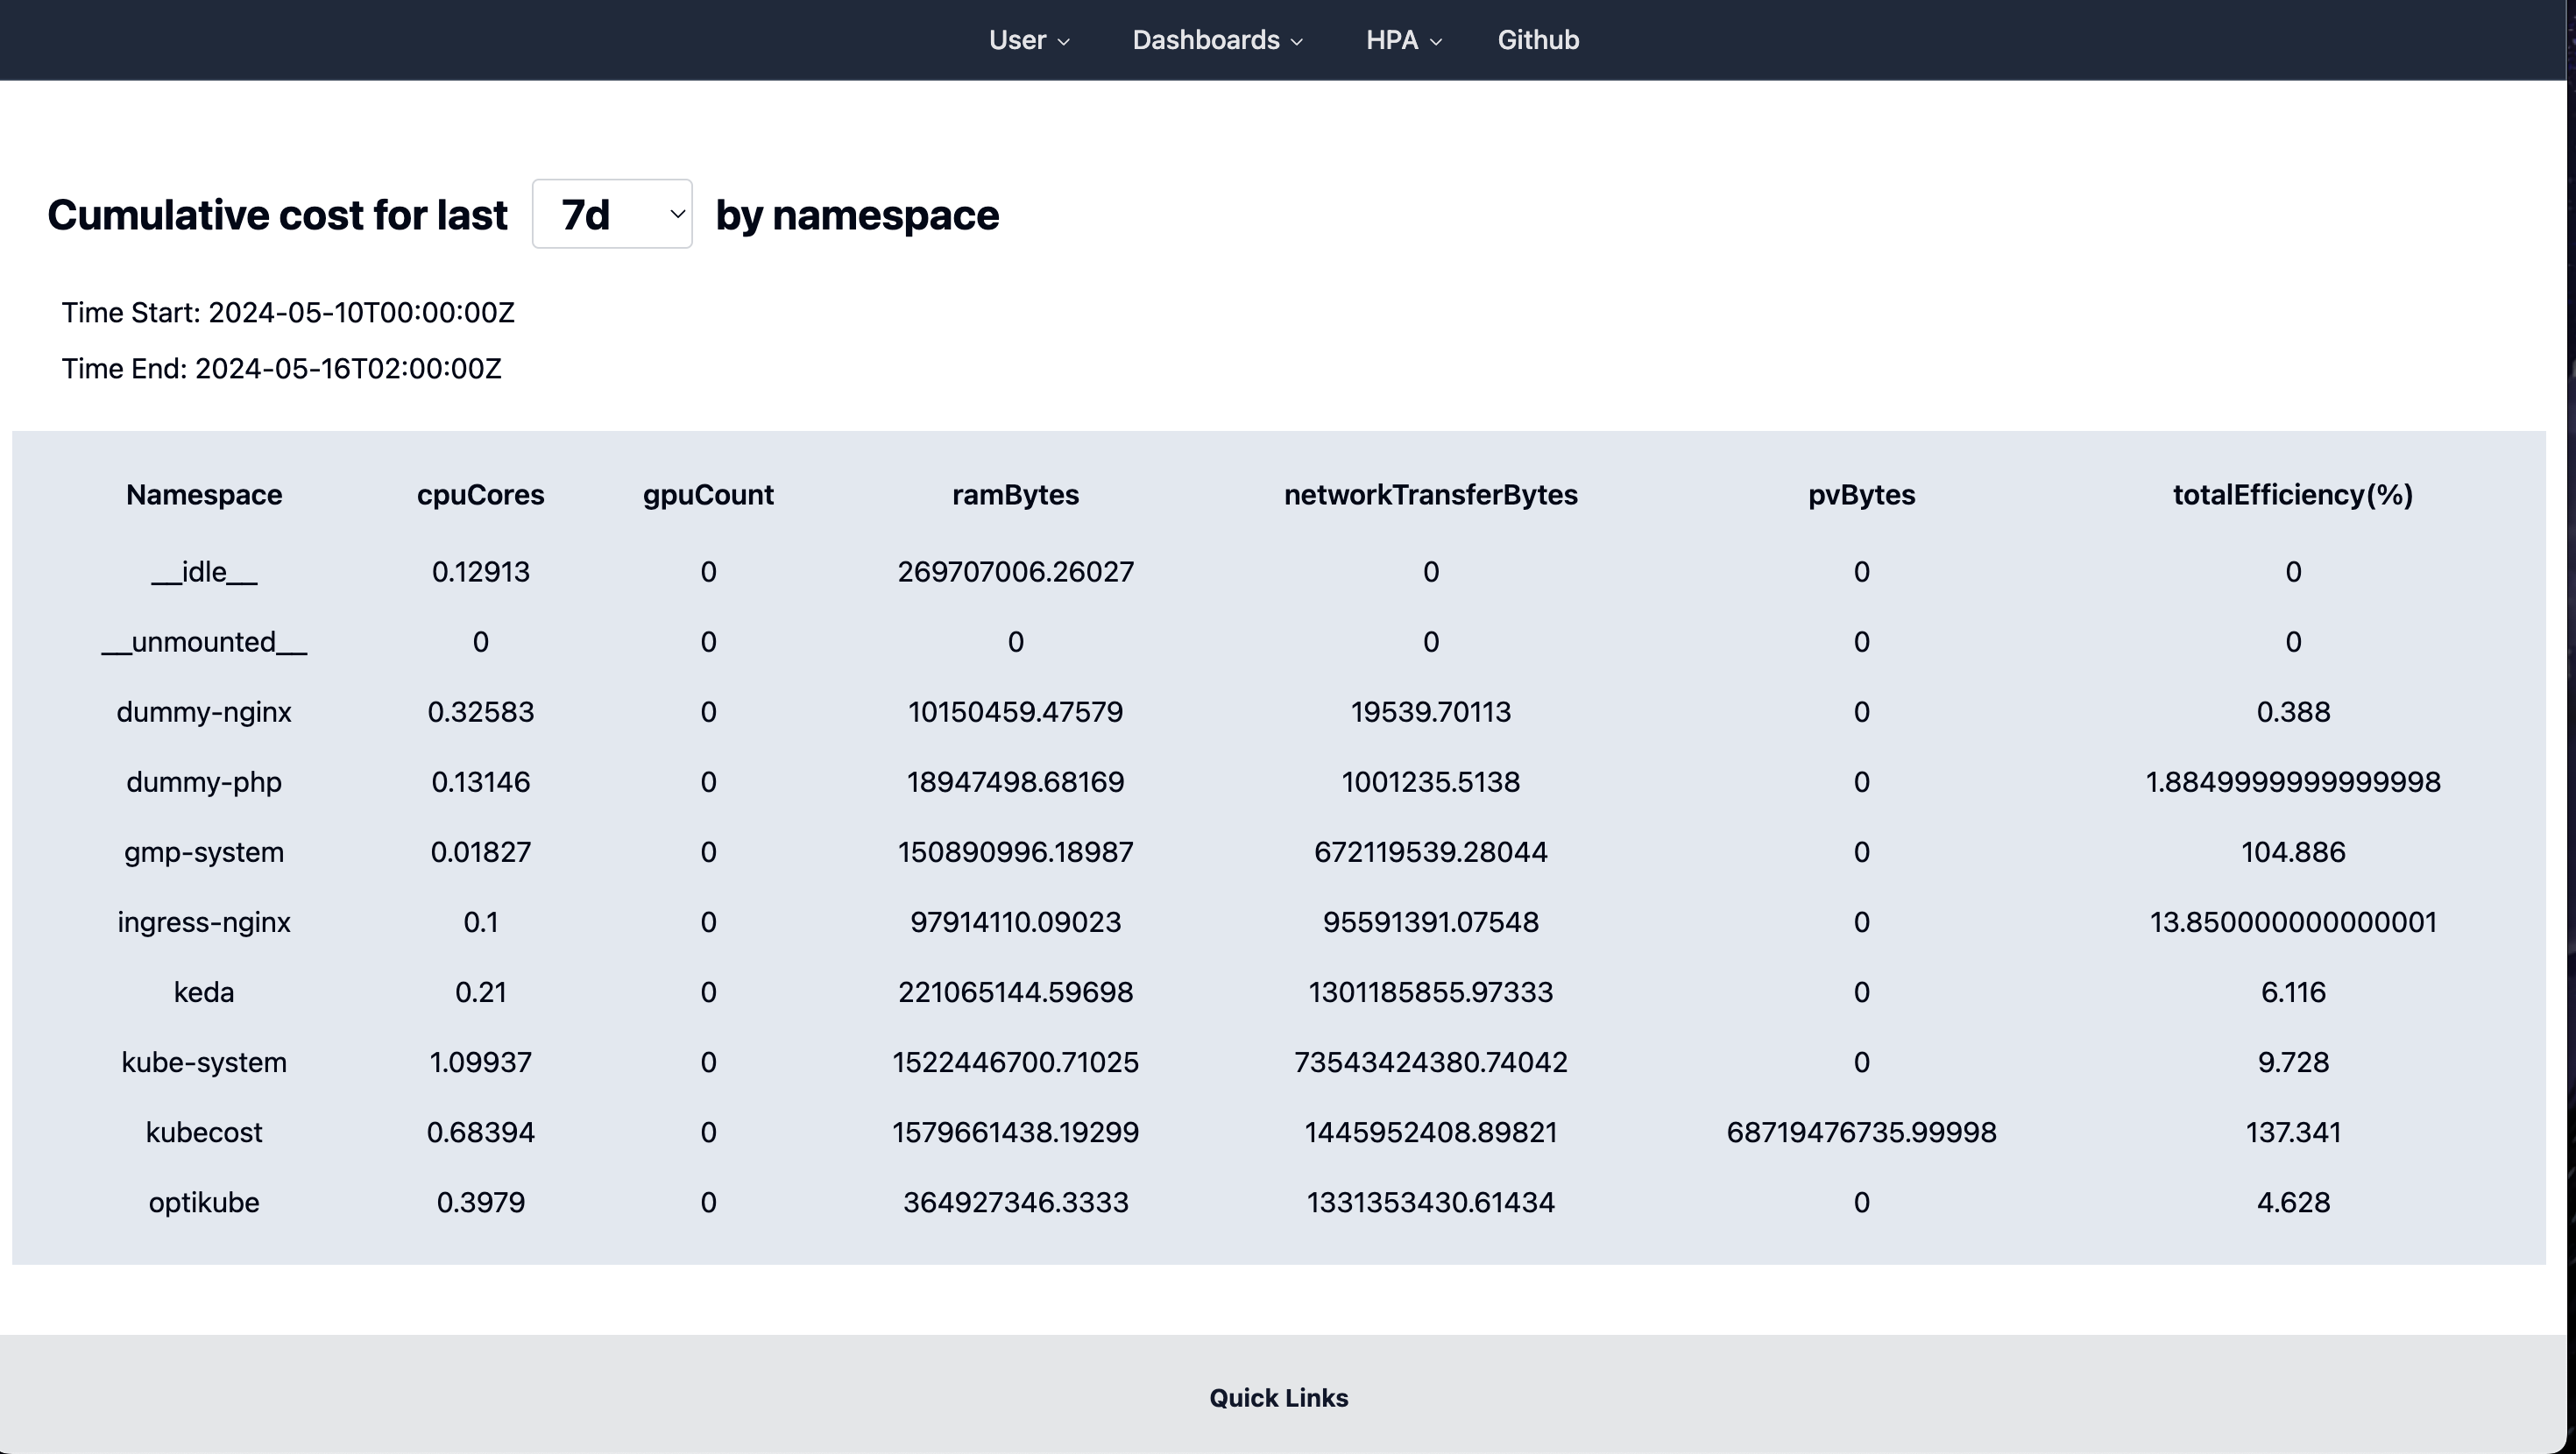 User Dashboards HPA Github
Cumulative cost for last 7d by namespace
Time Start: 2024-05-10T00:00:00Z
Time End: 2024-05-16T02:00:00Z
Namespace cpuCores gpuCount ramBytes networkTransferBytes pvBytes totalEfficiency(%)
__idle__ 0.12913 0 269707006.26027 0 0 0
__unmounted__ 0 0 0 0 0 0
dummy-nginx 0.32583 0 10150459.47579 19539.70113 0 0.388
dummy-php 0.13146 0 18947498.68169 1001235.5138 0 1.8849999999999998
gmp-system 0.01827 0 150890996.18987 672119539.28044 0 104.886
ingress-nginx 0.1 0 97914110.09023 95591391.07548 0 13.850000000000001
keda 0.21 0 221065144.59698 1301185855.97333 0 6.116
kube-system 1.09937 0 1522446700.71025 73543424380.74042 0 9.728
kubecost 0.68394 0 1579661438.19299 1445952408.89821 68719476735.99998 137.341
optikube 0.3979 0 364927346.3333 1331353430.61434 0 4.628
Quick Links